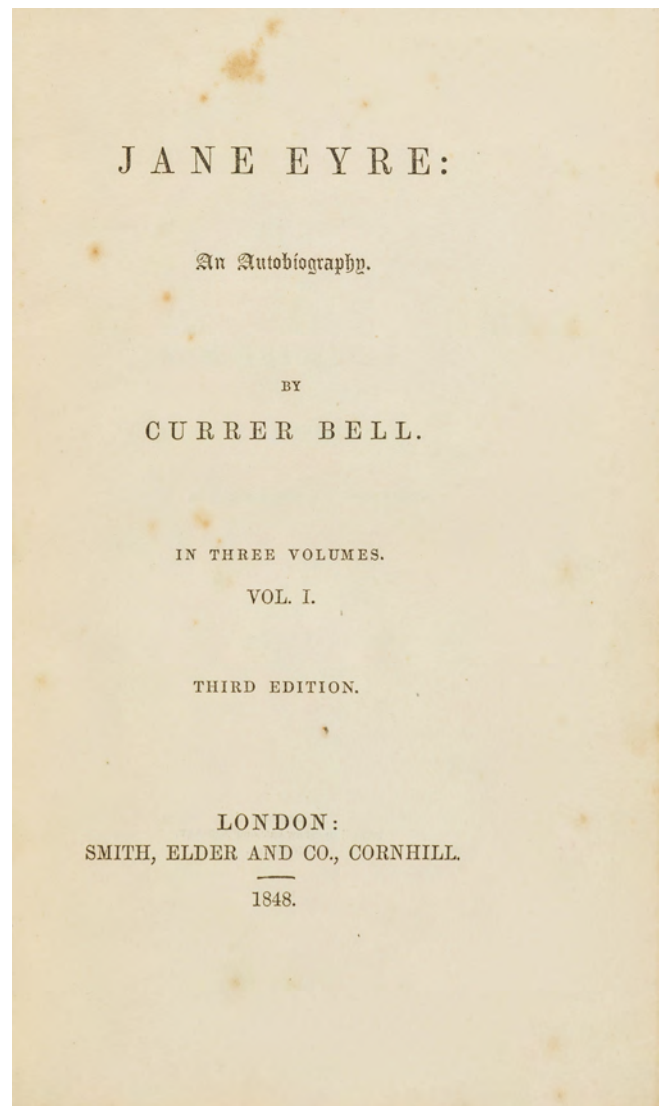 JANE EYRE:
An Autobiography.
BY
CURRER BELL.
IN THREE VOLUMES.
VOL. I.
THIRD EDITION.
LONDON:
SMITH, ELDER AND CO., CORNHILL.
1848.